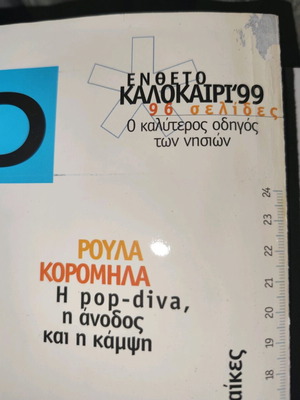 ΕΝΘΕΤΟ
ΚΑΛΟΚΑΙΡΙ'99
96 σελίδες
Ο καλύτερος οδηγός
των νησιών
ΡΟΥΛΑ
ΚΟΡΟΜΗΛΑ
Η pop-diva,
η άνοδος
και η κάμψη
24
23
22
21
20
19
18